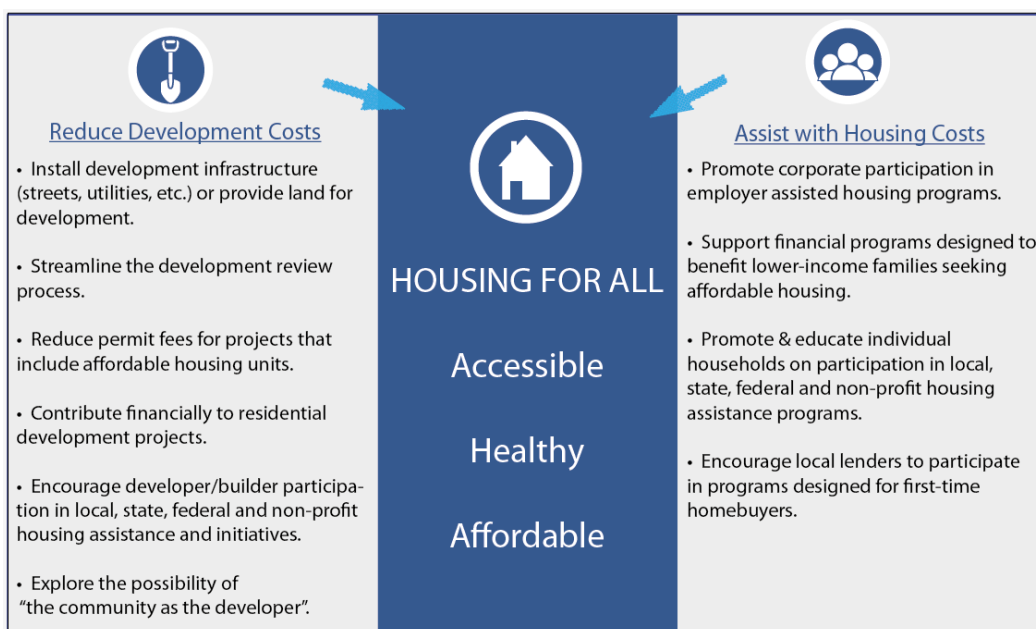 Reduce Development Costs
• Install development infrastructure
(streets, utilities, etc.) or provide land for
development.
• Streamline the development review
process.
• Reduce permit fees for projects that
include affordable housing units.
• Contribute financially to residential
development projects.
• Encourage developer/builder participa-
tion in local, state, federal and non-profit
housing assistance and initiatives.
• Explore the possibility of
“the community as the developer”.
HOUSING FOR ALL
Accessible
Healthy
Affordable
Assist with Housing Costs
• Promote corporate participation in
employer assisted housing programs.
• Support financial programs designed to
benefit lower-income families seeking
affordable housing.
• Promote & educate individual
households on participation in local,
state, federal and non-profit housing
assistance programs.
• Encourage local lenders to participate
in programs designed for first-time
homebuyers.